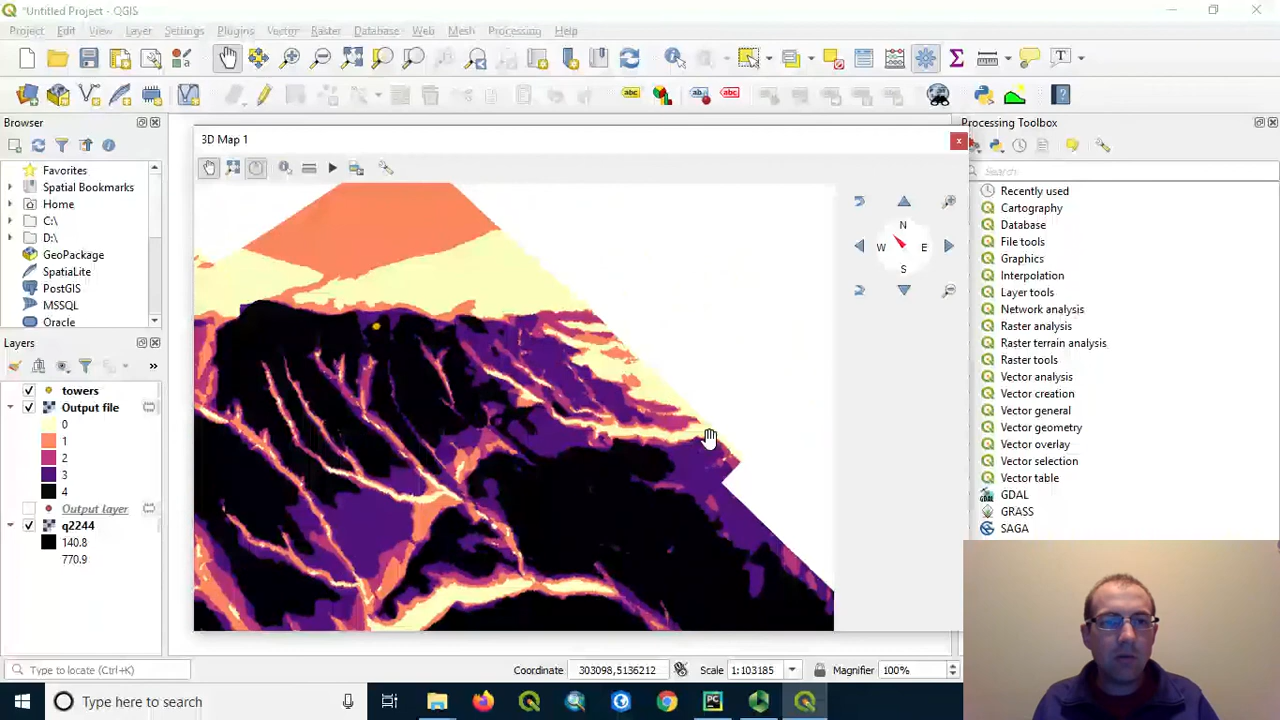 *Untitled Project - QGIS
Project Edit View Layer Settings Plugins Vector Raster Database Web Mesh Processing Help
Browser
Favorites
Spatial Bookmarks
Home
C:\
D:\
GeoPackage
SpatiaLite
PostGIS
MSSQL
Oracle
Layers
towers
Output file
0
1
2
3
4
Output layer
q2244
140.8
770.9
3D Map 1
N
W E
S
Processing Toolbox
Search
Recently used
Cartography
Database
File tools
Graphics
Interpolation
Layer tools
Network analysis
Raster analysis
Raster terrain analysis
Raster tools
Vector analysis
Vector creation
Vector general
Vector geometry
Vector overlay
Vector selection
Vector table
GDAL
GRASS
SAGA
Type to locate (Ctrl+K)
Coordinate 303098,5136212 Scale 1:103185 Magnifier 100%
Type here to search